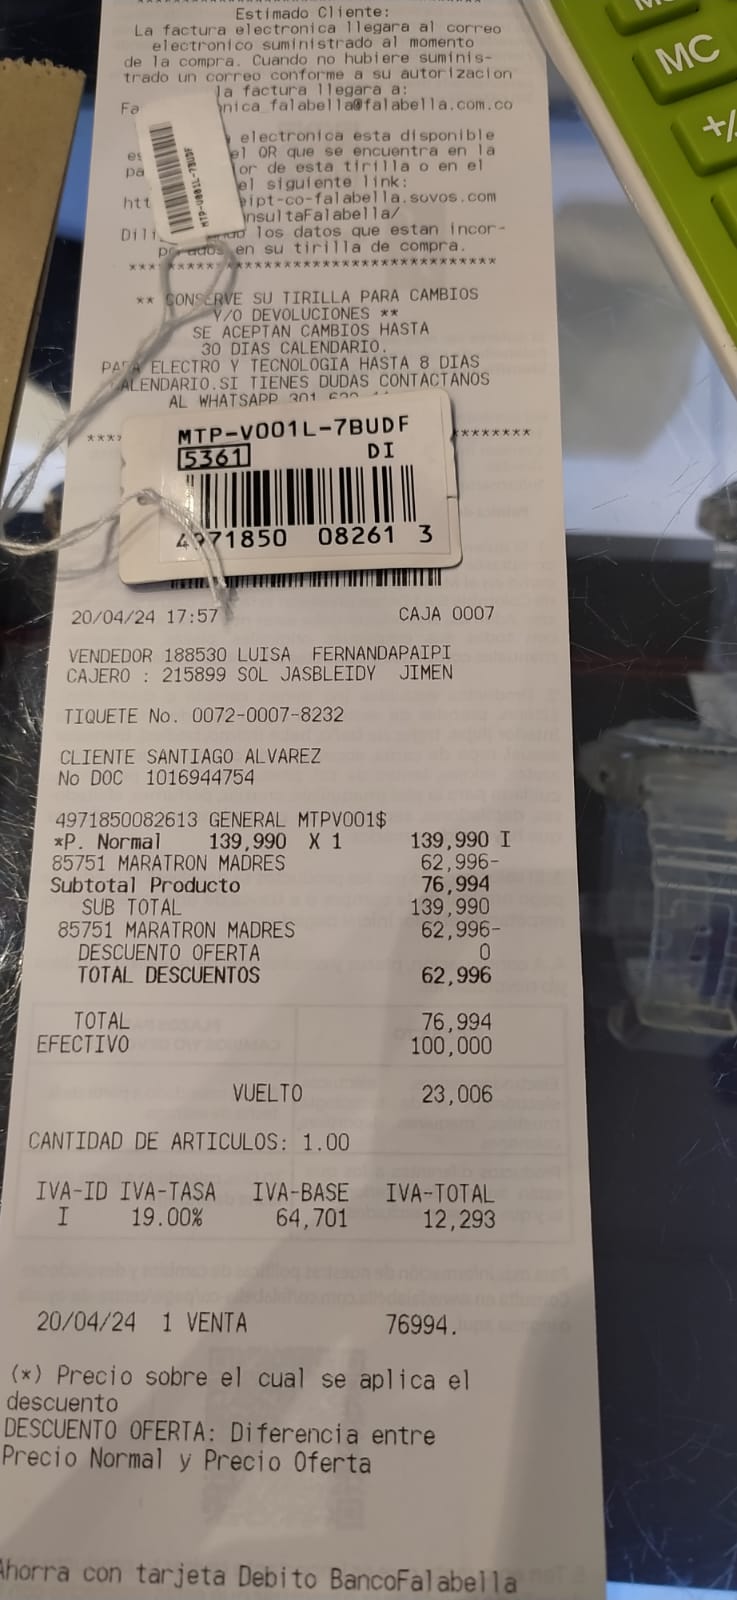 Estimado Cliente:
La factura electronica llegara al correo
electronico suministrado al momento
de la compra. Cuando no hubiere suminis-
trado un correo conforme a su autorizacion
la factura llegara a:
nica_falabella@falabella.com.co
electronica esta disponible
el QR que se encuentra en la
or de esta tirilla o en el
el siguiente link:
eipt-co-falabella.sovos.com
nsultaFalabella/
los datos que estan incor-
en su tirilla de compra.
MTP-V001L-7BUDF
** CONSERVE SU TIRILLA PARA CAMBIOS
Y/O DEVOLUCIONES **
SE ACEPTAN CAMBIOS HASTA
30 DIAS CALENDARIO.
PARA ELECTRO Y TECNOLOGIA HASTA 8 DIAS
CALENDARIO.SI TIENES DUDAS CONTACTANOS
AL WHATSAPP 301
MTP-V001L-7BUDF
5361 DI
4971850 08261 3
20/04/24 17:57 CAJA 0007
VENDEDOR 188530 LUISA FERNANDAPAIPI
CAJERO : 215899 SOL JASBLEIDY JIMEN
TIQUETE No. 0072-0007-8232
CLIENTE SANTIAGO ALVAREZ
No DOC 1016944754
4971850082613 GENERAL MTPV001$
*P. Normal 139,990 X 1 139,990 I
85751 MARATRON MADRES 62,996-
Subtotal Producto 76,994
SUB TOTAL 139,990
85751 MARATRON MADRES 62,996-
DESCUENTO OFERTA 0
TOTAL DESCUENTOS 62,996
TOTAL 76,994
EFECTIVO 100,000
VUELTO 23,006
CANTIDAD DE ARTICULOS: 1.00
IVA-ID IVA-TASA IVA-BASE IVA-TOTAL
I 19.00% 64,701 12,293
20/04/24 1 VENTA 76994.
(*) Precio sobre el cual se aplica el
descuento
DESCUENTO OFERTA: Diferencia entre
Precio Normal y Precio Oferta
Ahorra con tarjeta Debito BancoFalabella
MC
+/